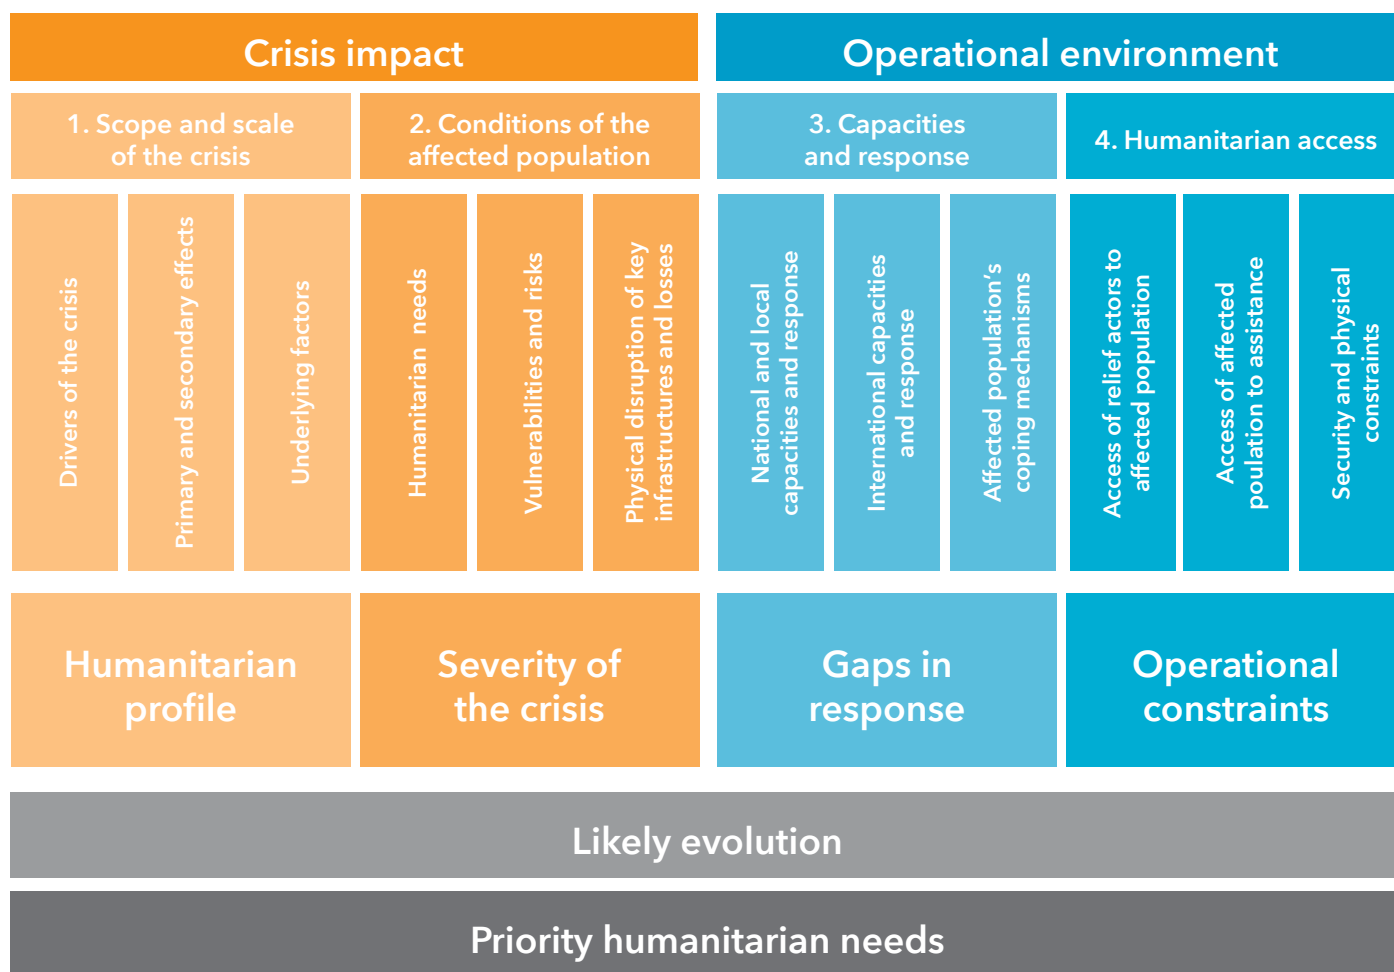 Crisis impact
Operational environment
1. Scope and scale
of the crisis
2. Conditions of the
affected population
3. Capacities
and response
4. Humanitarian access
Drivers of the crisis
Primary and secondary effects
Underlying factors
Humanitarian needs
Vulnerabilities and risks
Physical disruption of key
infrastructures and losses
National and local
capacities and response
International capacities
and response
Affected population's
coping mechanisms
Access of relief actors to
affected population
Access of affected
poulation to assistance
Security and physical
constraints
Humanitarian
profile
Severity of
the crisis
Gaps in
response
Operational
constraints
Likely evolution
Priority humanitarian needs